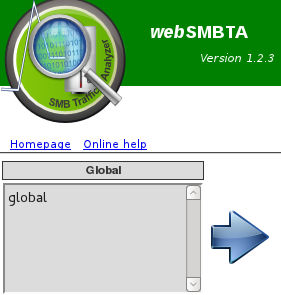 webSMBTA
Version 1.2.3
SMB Traffic Analyzer
Homepage Online help
Global
global